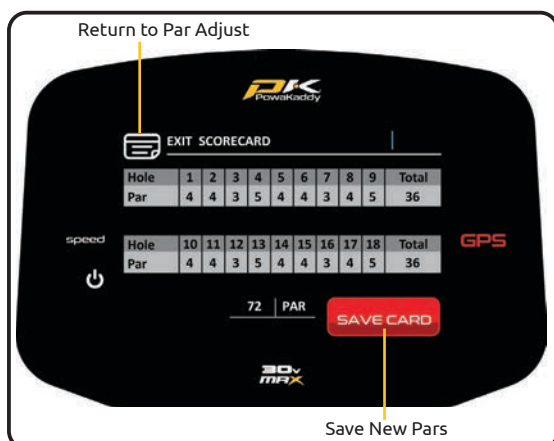 Return to Par Adjust
PK
PowaKaddy
EXIT SCORECARD
Hole 1 2 3 4 5 6 7 8 9 Total
Par 4 4 3 5 4 4 3 4 5 36
speed
GPS
Hole 10 11 12 13 14 15 16 17 18 Total
Par 4 4 3 5 4 4 3 4 5 36
72 PAR
SAVE CARD
30v
MAX
Save New Pars